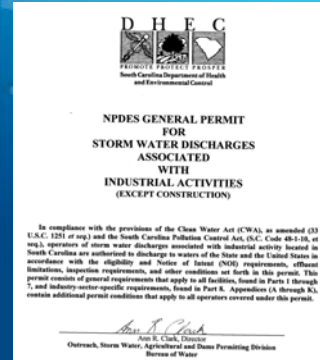 D H E C
PROMOTE PROTECT PROSPER
South Carolina Department of Health
and Environmental Control
NPDES GENERAL PERMIT
FOR
STORM WATER DISCHARGES
ASSOCIATED
WITH
INDUSTRIAL ACTIVITIES
(EXCEPT CONSTRUCTION)
In compliance with the provisions of the Clean Water Act (CWA), as amended (33
U.S.C. 1251 et seq.) and the South Carolina Pollution Control Act, (S.C. Code 48-1-10, et
seq.), operators of storm water discharges associated with industrial activity located in
South Carolina are authorized to discharge to waters of the State and the United States in
accordance with the eligibility and Notice of Intent (NOI) requirements, effluent
limitations, inspection requirements, and other conditions set forth in this permit. This
permit consists of general requirements that apply to all facilities, found in Parts 1 through
7, and industry-sector-specific requirements, found in Part 8. Appendices (A through K),
contain additional permit conditions that apply to all operators covered under this permit.
Ann R. Clark
Ann R. Clark, Director
Outreach, Storm Water, Agricultural and Dams Permitting Division
Bureau of Water